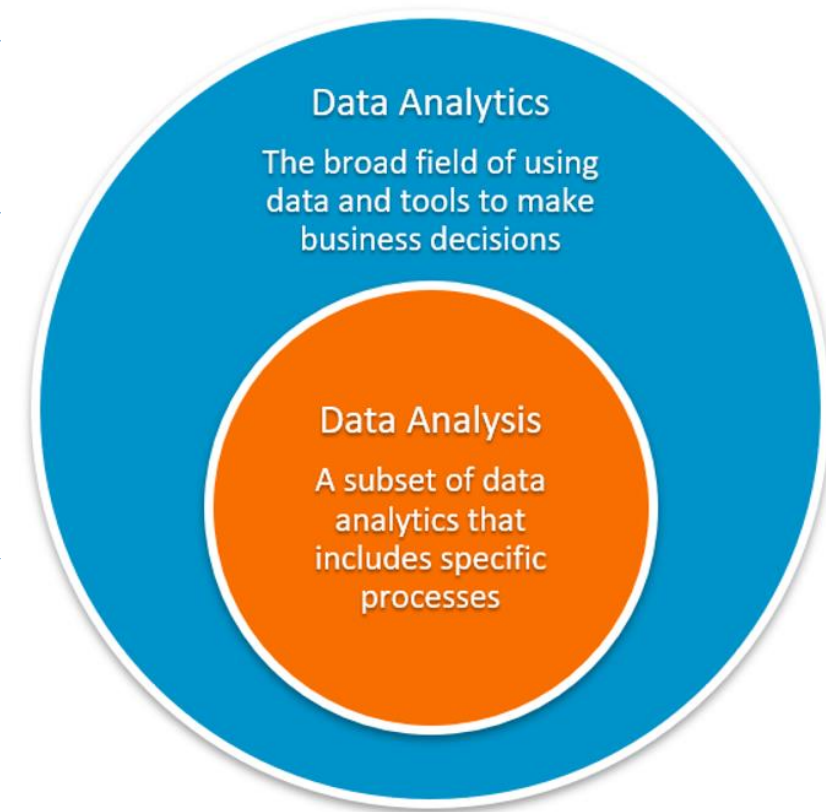 Data Analytics
The broad field of using
data and tools to make
business decisions
Data Analysis
A subset of data
analytics that
includes specific
processes